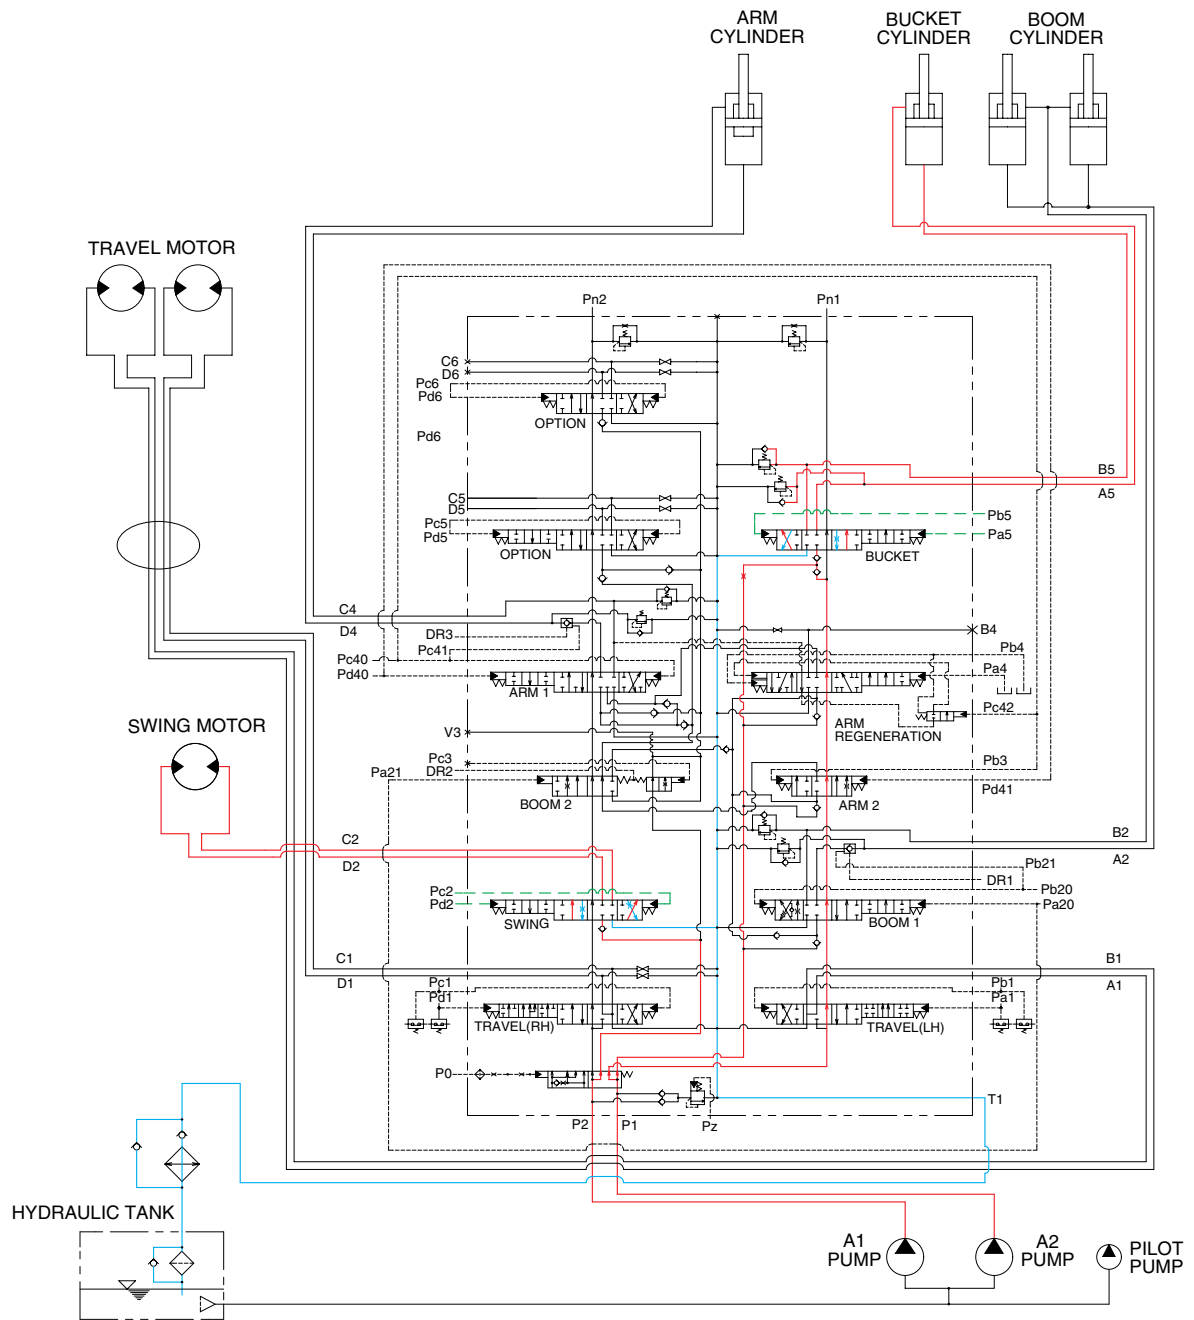 ARM
CYLINDER
BUCKET
CYLINDER
BOOM
CYLINDER
TRAVEL MOTOR
Pn2
Pn1
C6
D6
Pc6
Pd6
OPTION
Pd6
B5
A5
C5
D5
Pc5
Pd5
OPTION
Pb5
Pa5
BUCKET
C4
D4
DR3
Pc41
Pc40
Pd40
ARM 1
B4
Pb4
Pa4
Pc42
ARM
REGENERATION
SWING MOTOR
V3
Pc3
DR2
Pa21
BOOM 2
Pb3
Pd41
ARM 2
C2
D2
B2
A2
Pb21
DR1
Pc2
Pd2
SWING
Pb20
Pa20
BOOM 1
C1
D1
B1
A1
Pc1
Pd1
TRAVEL(RH)
Pb1
Pa1
TRAVEL(LH)
P0
P2
P1
Pz
T1
HYDRAULIC TANK
A1
PUMP
A2
PUMP
PILOT
PUMP